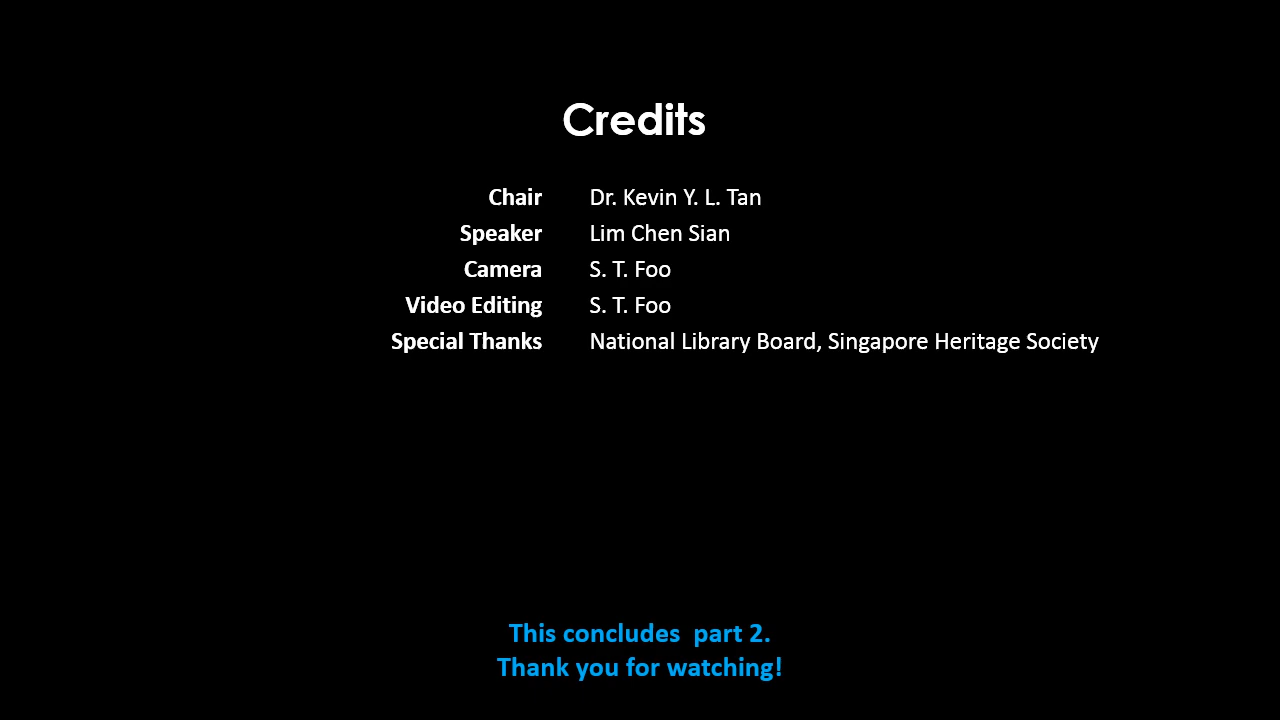 Credits
Chair Dr. Kevin Y. L. Tan
Speaker Lim Chen Sian
Camera S. T. Foo
Video Editing S. T. Foo
Special Thanks National Library Board, Singapore Heritage Society
This concludes  part 2.
Thank you for watching!